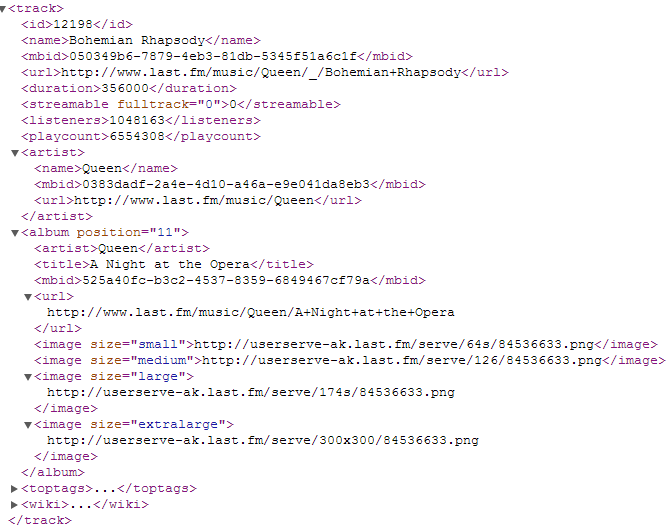 <track>
<id>12198</id>
<name>Bohemian Rhapsody</name>
<mbid>050349b6-7879-4eb3-81db-5345f51a6c1f</mbid>
<url>http://www.last.fm/music/Queen/_/Bohemian+Rhapsody</url>
<duration>356000</duration>
<streamable fulltrack="0">0</streamable>
<listeners>1048163</listeners>
<playcount>6554308</playcount>
<artist>
<name>Queen</name>
<mbid>0383dadf-2a4e-4d10-a46a-e9e041da8eb3</mbid>
<url>http://www.last.fm/music/Queen</url>
</artist>
<album position="11">
<artist>Queen</artist>
<title>A Night at the Opera</title>
<mbid>525a40fc-b3c2-4537-8359-6849467cf79a</mbid>
<url>
http://www.last.fm/music/Queen/A+Night+at+the+Opera
</url>
<image size="small">http://userserve-ak.last.fm/serve/64s/84536633.png</image>
<image size="medium">http://userserve-ak.last.fm/serve/126/84536633.png</image>
<image size="large">
http://userserve-ak.last.fm/serve/174s/84536633.png
</image>
<image size="extralarge">
http://userserve-ak.last.fm/serve/300x300/84536633.png
</image>
</album>
<toptags>...</toptags>
<wiki>...</wiki>
</track>